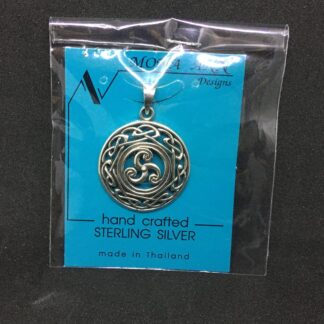 Designs
hand crafted
STERLING SILVER
made in Thailand